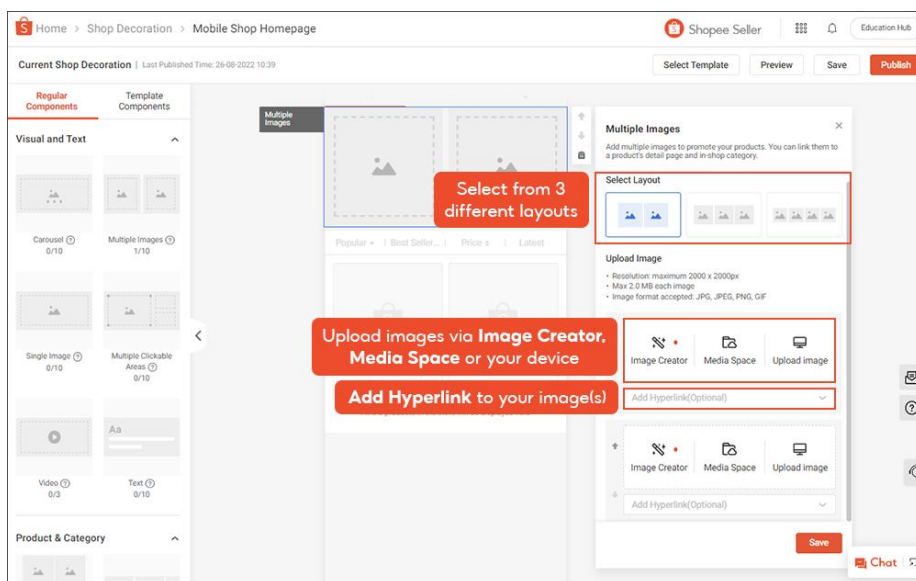 Home > Shop Decoration > Mobile Shop Homepage
Shopee Seller
Education Hub
Current Shop Decoration | Last Published Time: 26-08-2022 10:39
Select Template
Preview
Save
Publish
Regular Components
Template Components
Visual and Text
Carousel
0/10
Multiple Images
1/10
Single Image
0/10
Multiple Clickable Areas
0/10
Aa
Video
0/3
Text
0/10
Product & Category
Multiple Images
Popular
Best Seller...
Price
Latest
Select from 3
different layouts
Upload images via Image Creator,
Media Space or your device
Add Hyperlink to your image(s)
Multiple Images
Add multiple images to promote your products. You can link them to
a product's detail page and in-shop category.
Select Layout
Upload Image
• Resolution: maximum 2000 x 2000px
• Max 2.0 MB each image
• Image format accepted: JPG, JPEG, PNG, GIF
Image Creator
Media Space
Upload image
Add Hyperlink(Optional)
Image Creator
Media Space
Upload image
Add Hyperlink(Optional)
Save
Chat